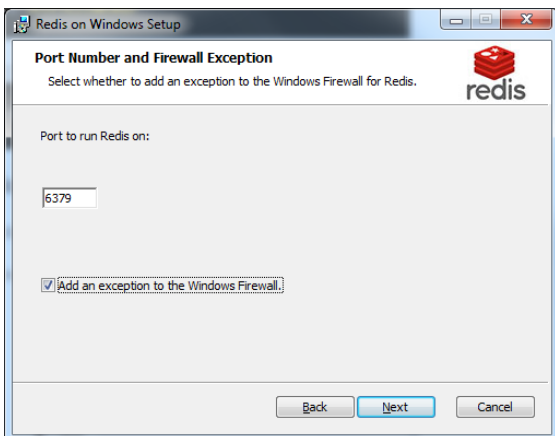 Redis on Windows Setup
Port Number and Firewall Exception
Select whether to add an exception to the Windows Firewall for Redis.
redis
Port to run Redis on:
6379
Add an exception to the Windows Firewall.
Back
Next
Cancel